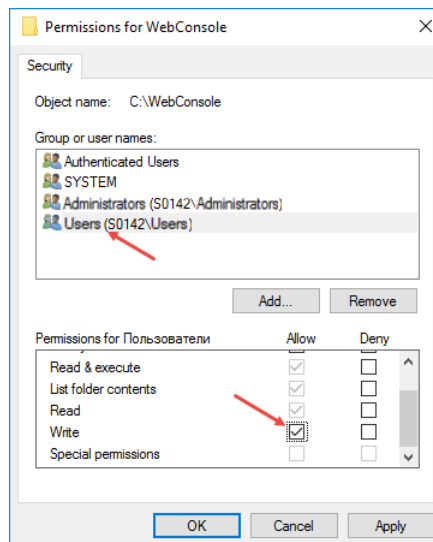 Permissions for WebConsole
Security
Object name: C:\WebConsole
Group or user names:
Authenticated Users
SYSTEM
Administrators (S0142\Administrators)
Users (S0142\Users)
Add... Remove
Permissions for Пользователи Allow Deny
Read & execute
List folder contents
Read
Write
Special permissions
OK Cancel Apply